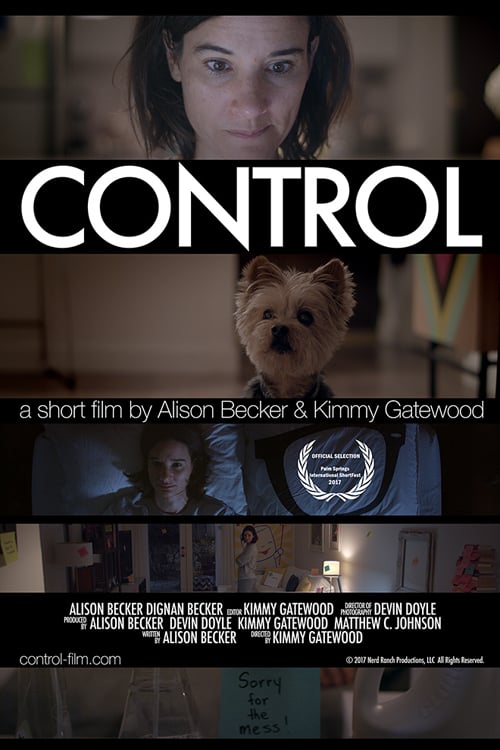 CONTROL
a short film by Alison Becker & Kimmy Gatewood
OFFICIAL SELECTION
Palm Springs
International ShortFest
2017
ALISON BECKER DIGNAN BECKER EDITOR KIMMY GATEWOOD DIRECTOR OF PHOTOGRAPHY DEVIN DOYLE
PRODUCED BY ALISON BECKER DEVIN DOYLE KIMMY GATEWOOD MATTHEW C. JOHNSON
WRITTEN BY ALISON BECKER DIRECTED BY KIMMY GATEWOOD
control-film.com
© 2017 Nerd Ranch Productions, LLC All Rights Reserved.
Sorry
for
the
mess!